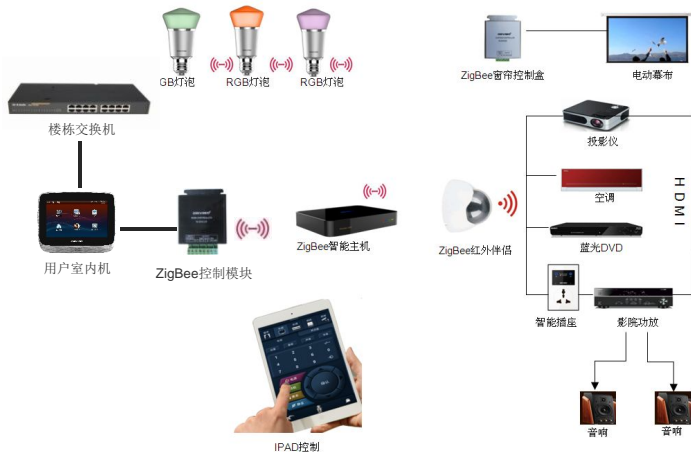 GB灯泡
RGB灯泡
RGB灯泡
ZigBee窗帘控制盒
电动幕布
楼栋交换机
投影仪
空调
HDMI
用户室内机
ZigBee控制模块
ZigBee智能主机
ZigBee红外伴侣
蓝光DVD
智能插座
影院功放
音响
音响
IPAD控制